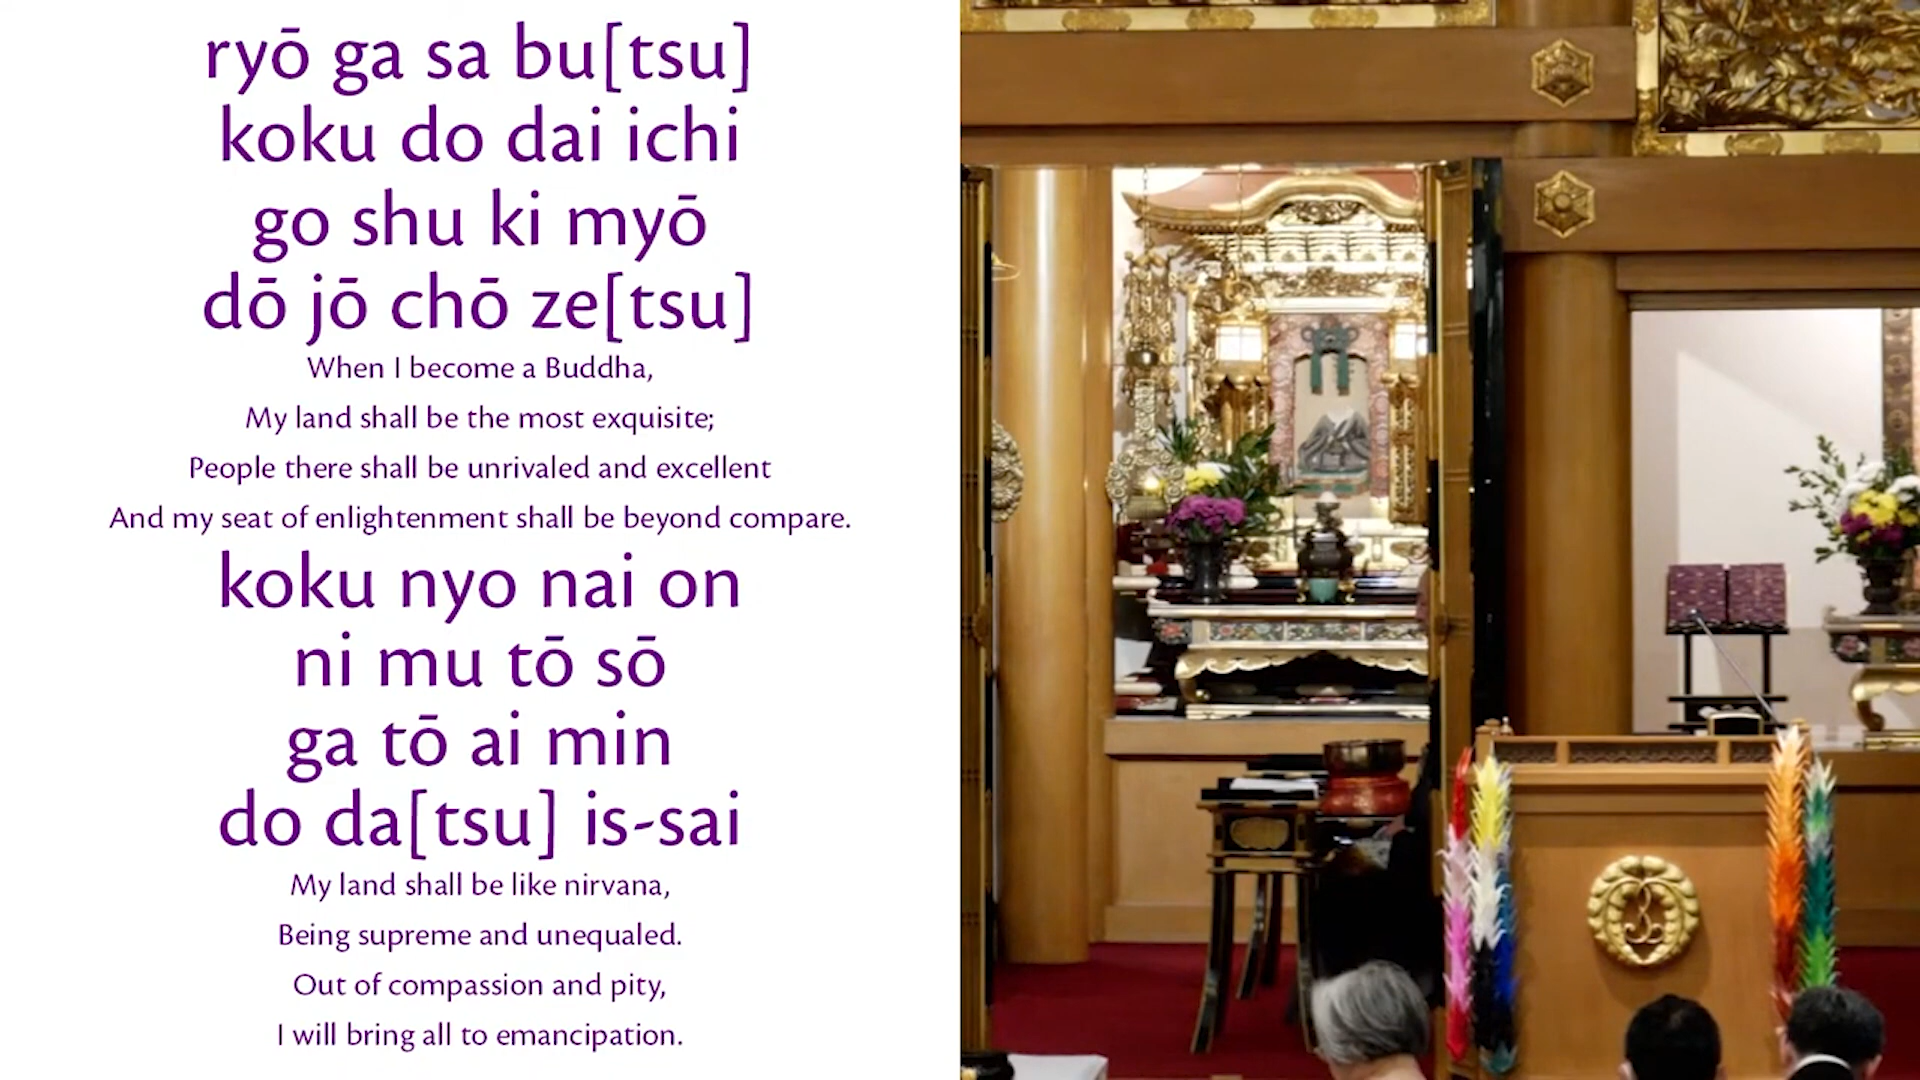 ryō ga sa bu[tsu]
koku do dai ichi
go shu ki myō
dō jō chō ze[tsu]
When I become a Buddha,
My land shall be the most exquisite;
People there shall be unrivaled and excellent
And my seat of enlightenment shall be beyond compare.
koku nyo nai on
ni mu tō sō
ga tō ai min
do da[tsu] is-sai
My land shall be like nirvana,
Being supreme and unequaled.
Out of compassion and pity,
I will bring all to emancipation.